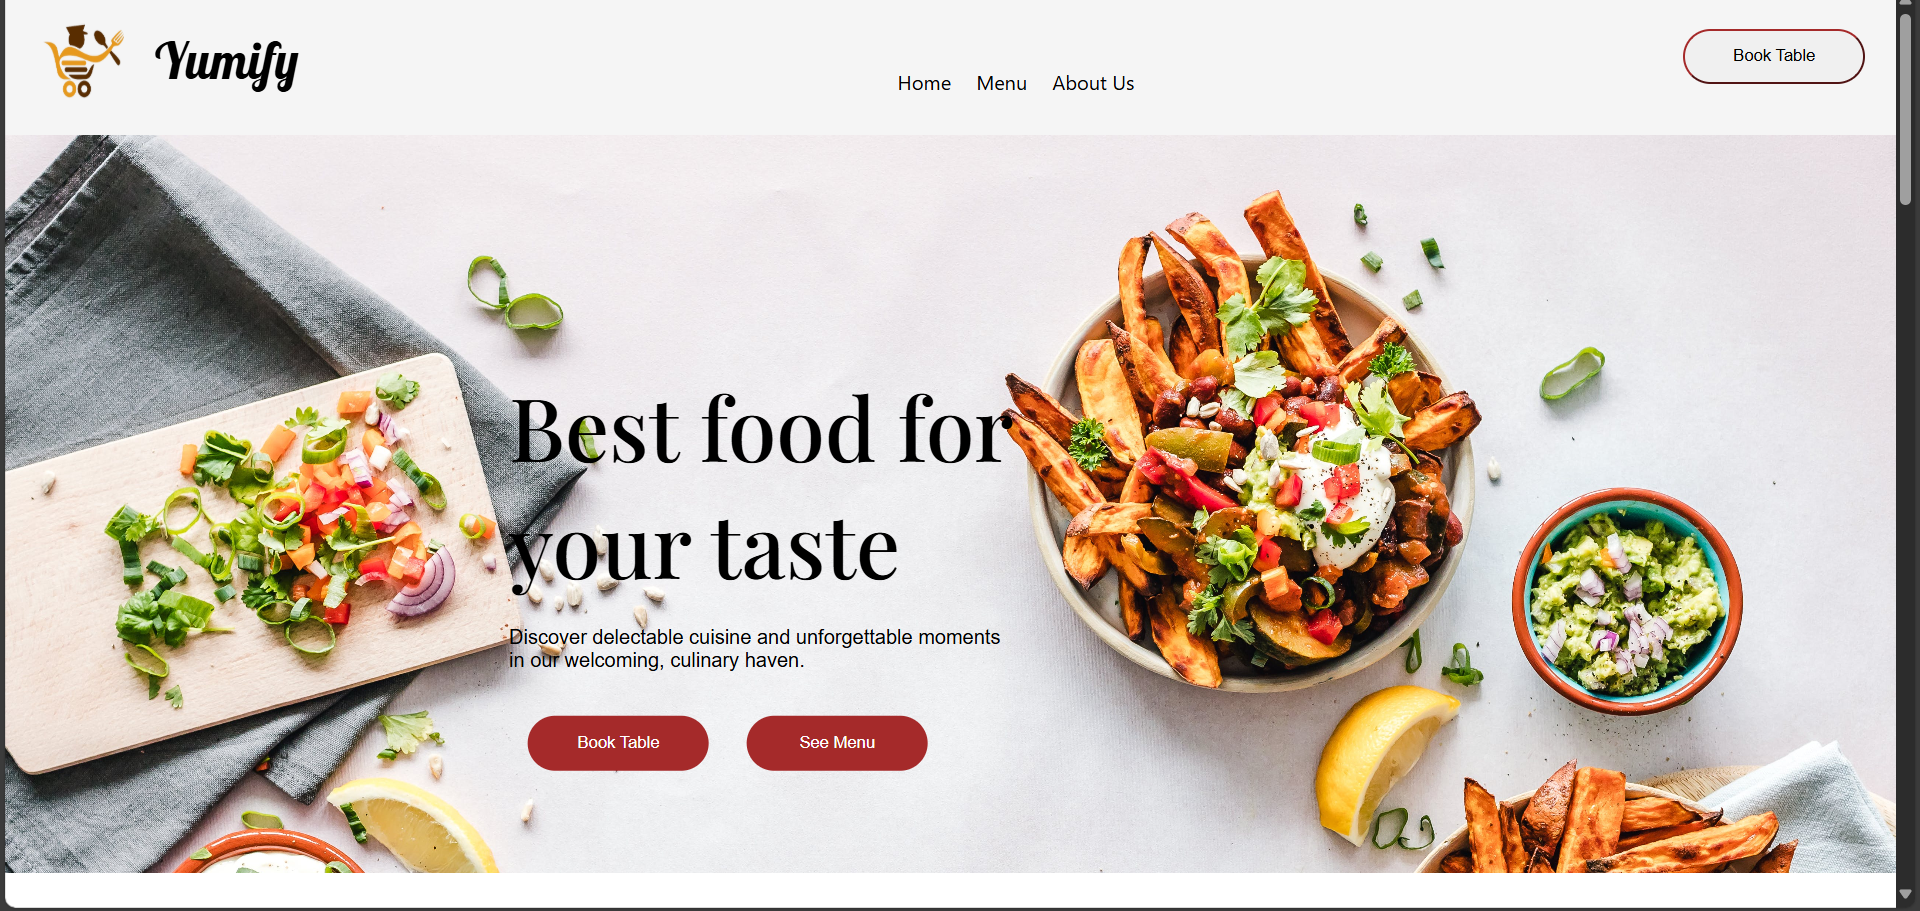 Yumify
Home Menu About Us
Book Table
Best food for
your taste
Discover delectable cuisine and unforgettable moments
in our welcoming, culinary haven.
Book Table
See Menu